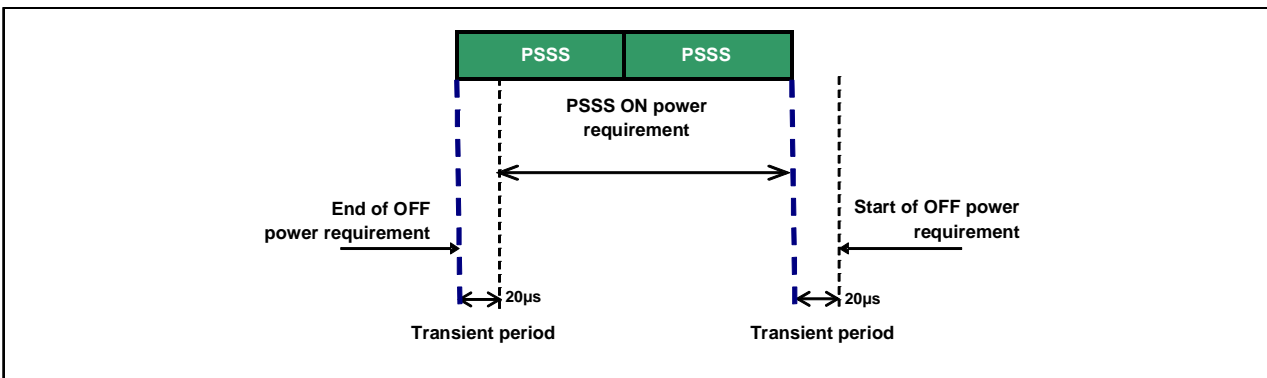 PSSS PSSS
PSSS ON power
requirement
End of OFF
power requirement
Start of OFF power
requirement
20µs 20µs
Transient period Transient period